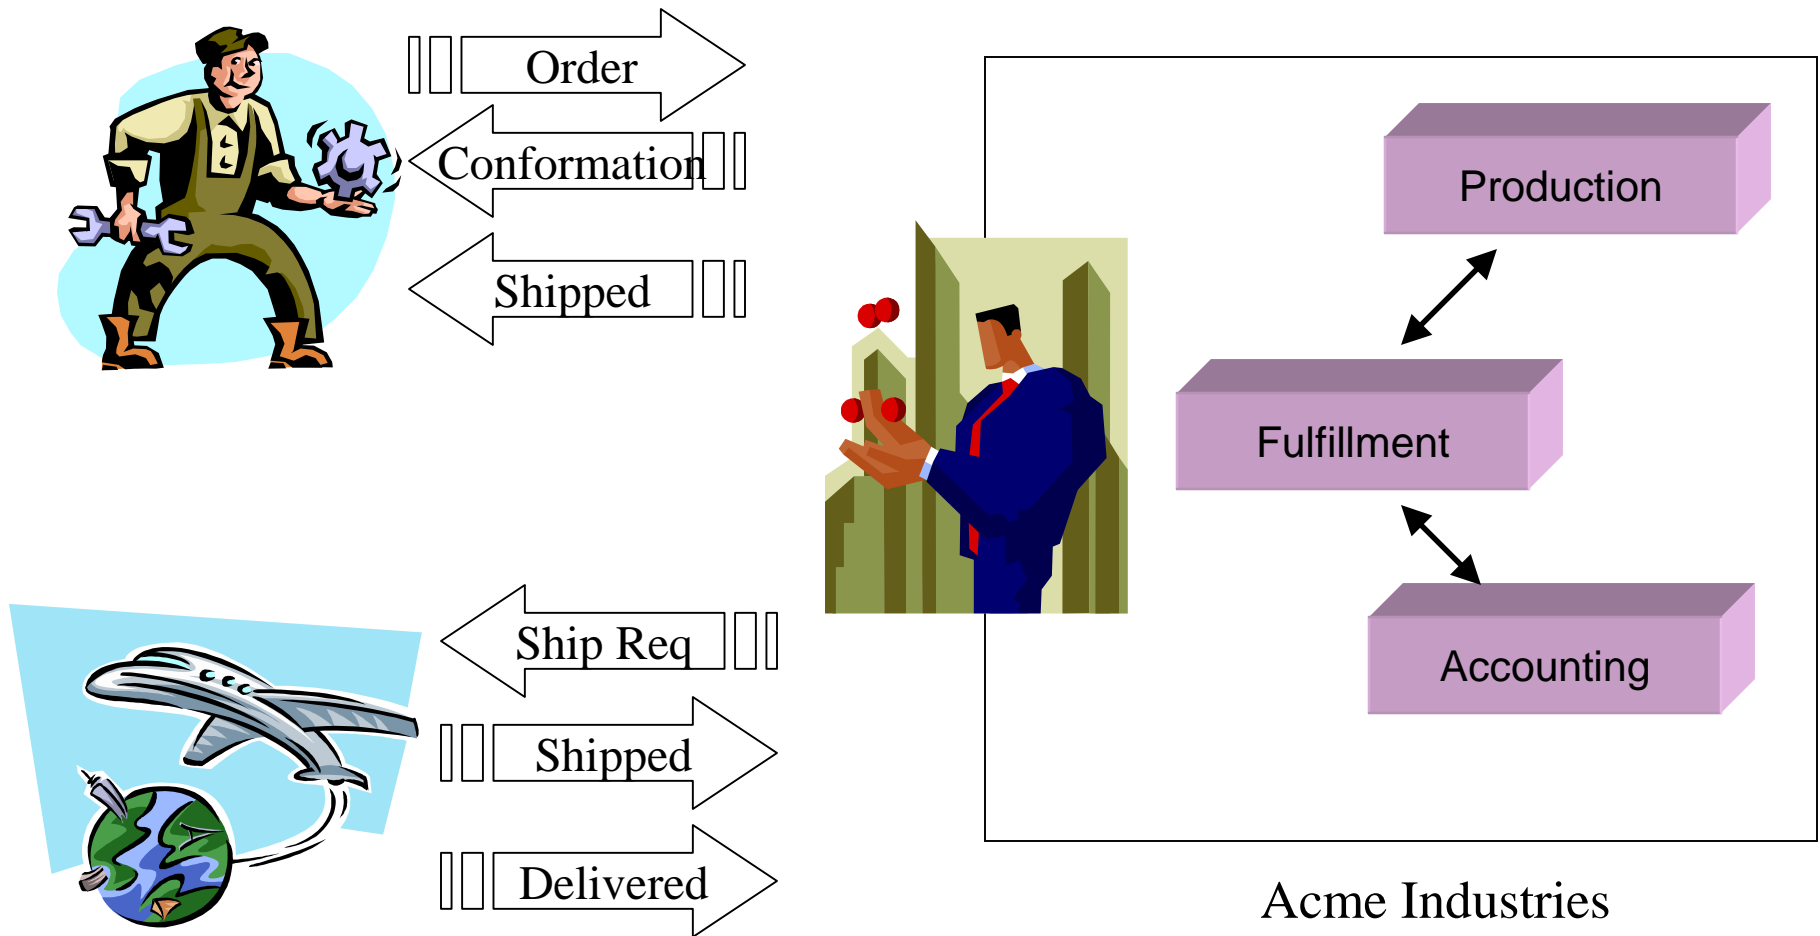 Order
Conformation
Shipped
Production
Fulfillment
Accounting
Ship Req
Shipped
Delivered
Acme Industries